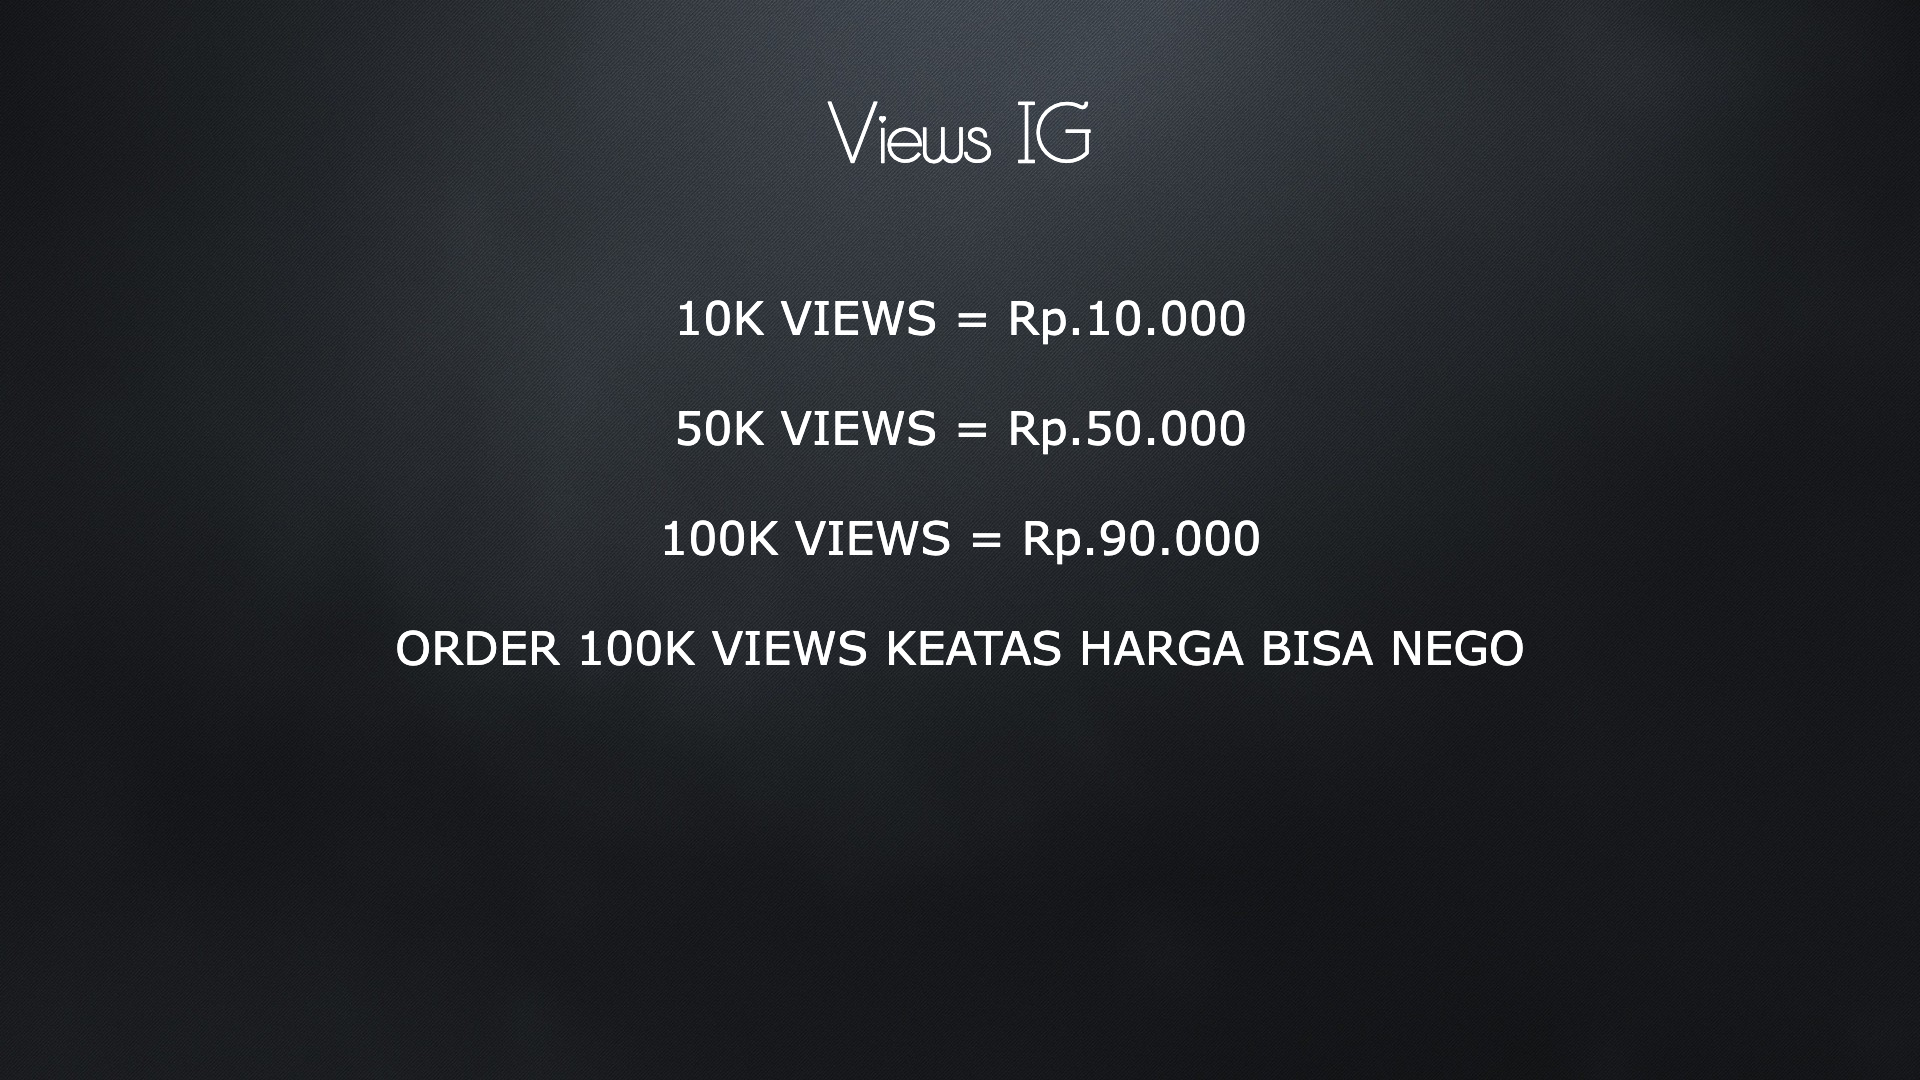 Views IG
10K VIEWS = Rp.10.000
50K VIEWS = Rp.50.000
100K VIEWS = Rp.90.000
ORDER 100K VIEWS KEATAS HARGA BISA NEGO